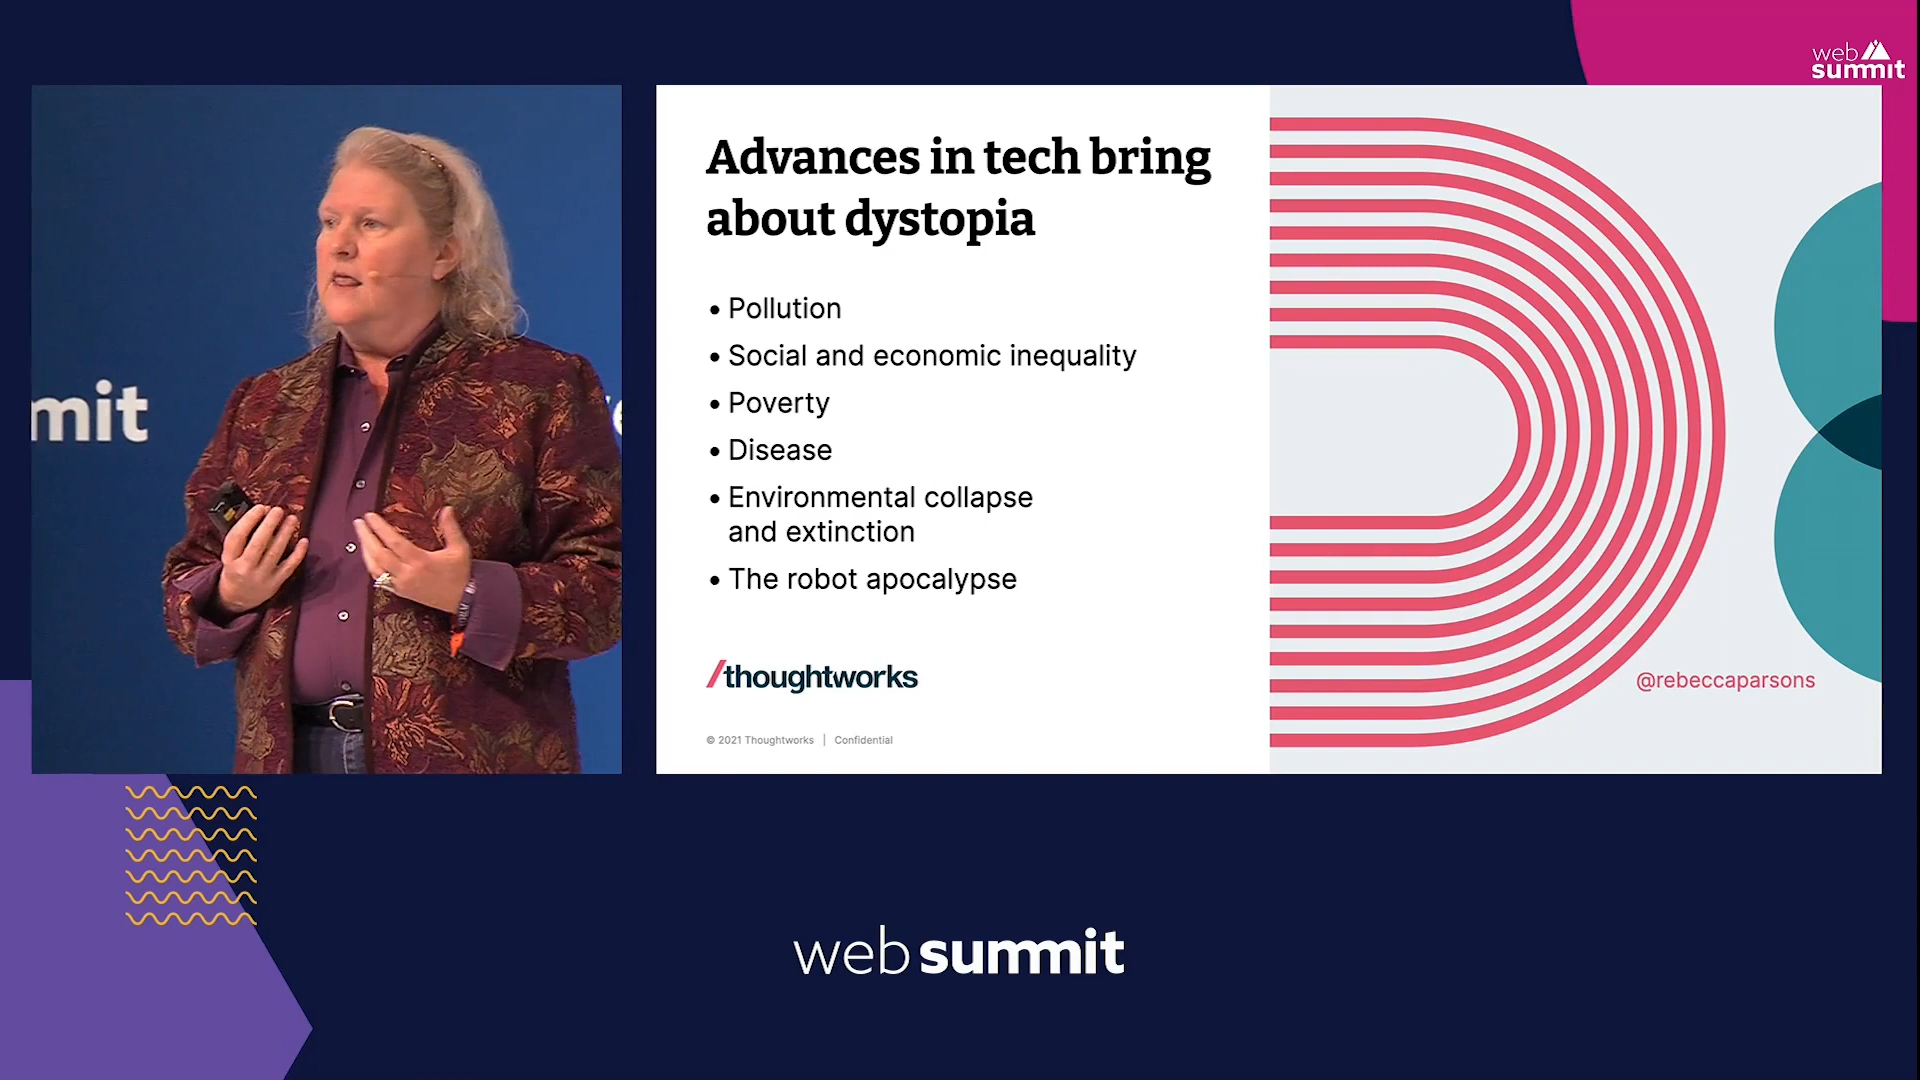 web
summit
mit
Advances in tech bring
about dystopia
• Pollution
• Social and economic inequality
• Poverty
• Disease
• Environmental collapse
and extinction
• The robot apocalypse
/thoughtworks
@rebeccaparsons
© 2021 Thoughtworks | Confidential
web summit